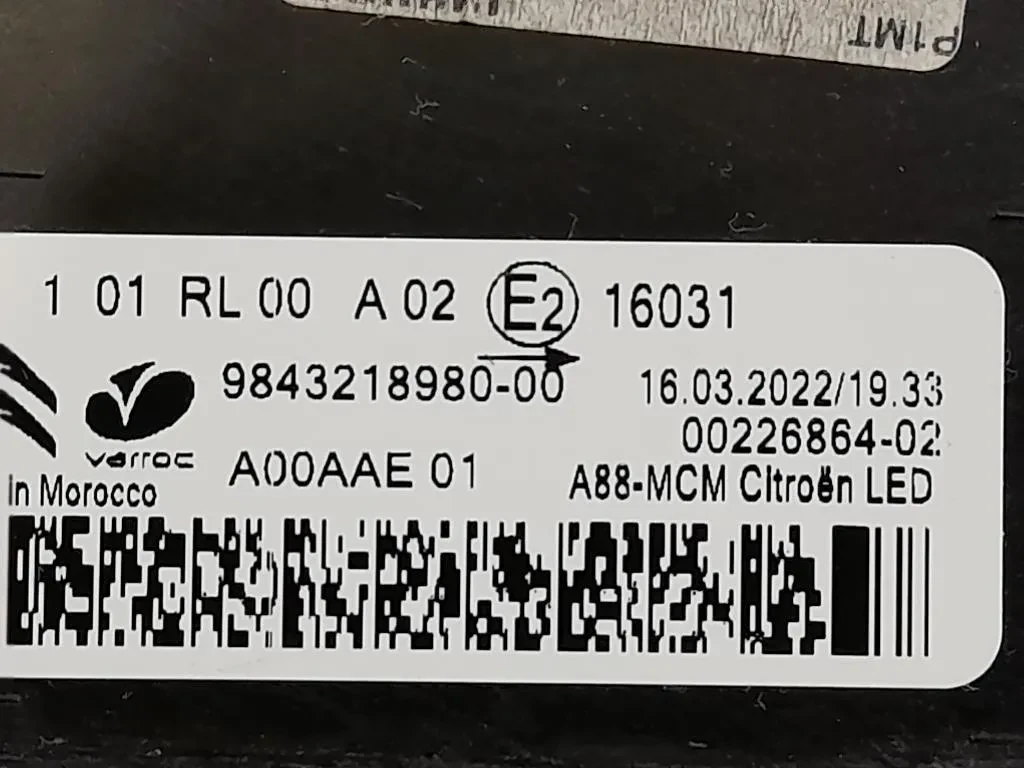 P1MT
1 01 RL 00 A 02 E2 16031
9843218980-00 16.03.2022/19.33
00226864-02
varroc
A00AAE 01
in Morocco
A88-MCM Citroën LED